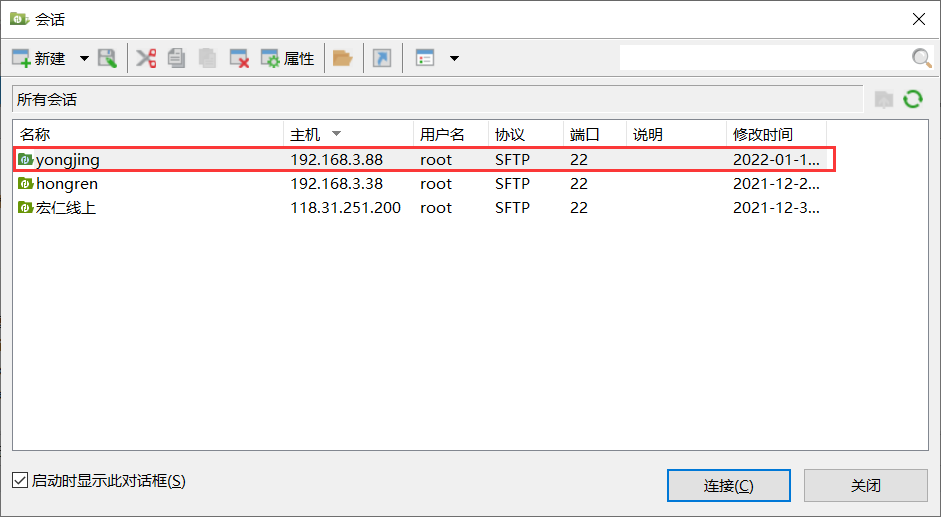 会话
新建 属性
所有会话
名称 主机 用户名 协议 端口 说明 修改时间
yongjing 192.168.3.88 root SFTP 22 2022-01-1...
hongren 192.168.3.38 root SFTP 22 2021-12-2...
宏仁线上 118.31.251.200 root SFTP 22 2021-12-3...
启动时显示此对话框(S) 连接(C) 关闭